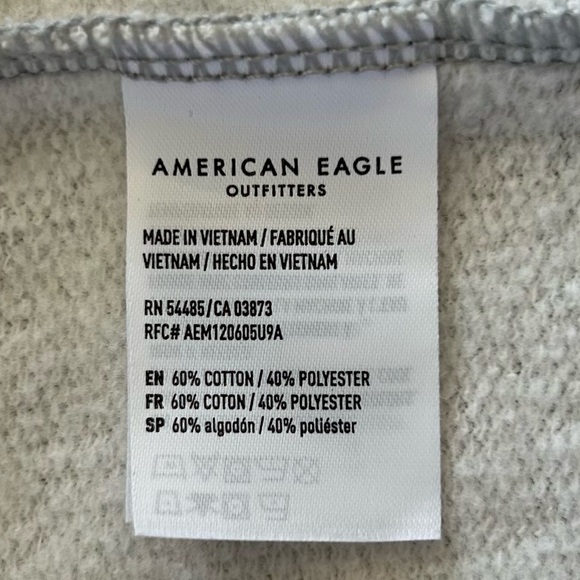 AMERICAN EAGLE
OUTFITTERS
MADE IN VIETNAM / FABRIQUÉ AU
VIETNAM / HECHO EN VIETNAM
RN 54485/CA 03873
RFC# AEM120605U9A
EN 60% COTTON / 40% POLYESTER
FR 60% COTON / 40% POLYESTER
SP 60% algodón / 40% poliéster